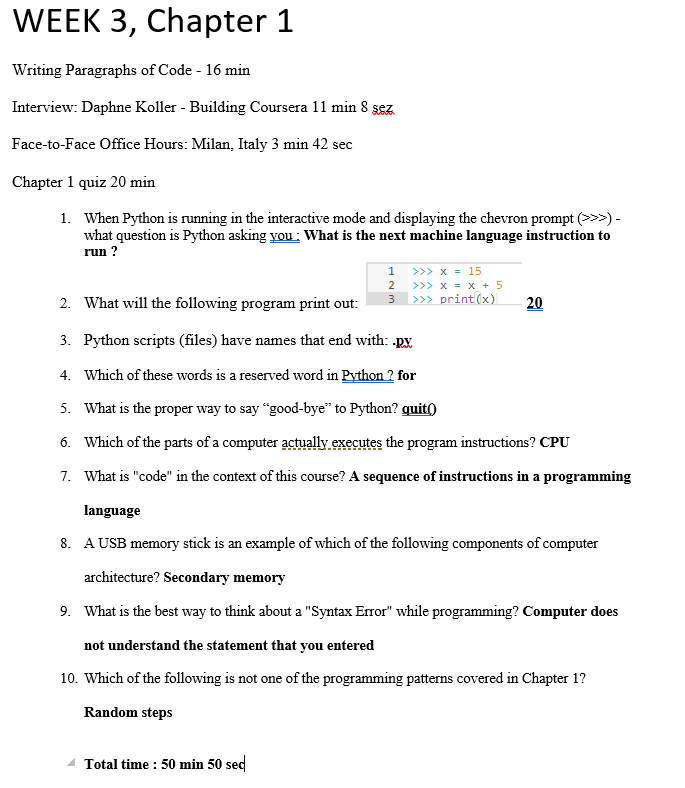 WEEK 3, Chapter 1
Writing Paragraphs of Code - 16 min
Interview: Daphne Koller - Building Coursera 11 min 8 sez
Face-to-Face Office Hours: Milan, Italy 3 min 42 sec
Chapter 1 quiz 20 min
1. When Python is running in the interactive mode and displaying the chevron prompt (>>>) -
what question is Python asking you : What is the next machine language instruction to
run ?
1 >>> x = 15
2 >>> x = x + 5
3 >>> print(x)
2. What will the following program print out: 20
3. Python scripts (files) have names that end with: .py
4. Which of these words is a reserved word in Python ? for
5. What is the proper way to say “good-bye” to Python? quit()
6. Which of the parts of a computer actually executes the program instructions? CPU
7. What is "code" in the context of this course? A sequence of instructions in a programming
language
8. A USB memory stick is an example of which of the following components of computer
architecture? Secondary memory
9. What is the best way to think about a "Syntax Error" while programming? Computer does
not understand the statement that you entered
10. Which of the following is not one of the programming patterns covered in Chapter 1?
Random steps
Total time : 50 min 50 sec